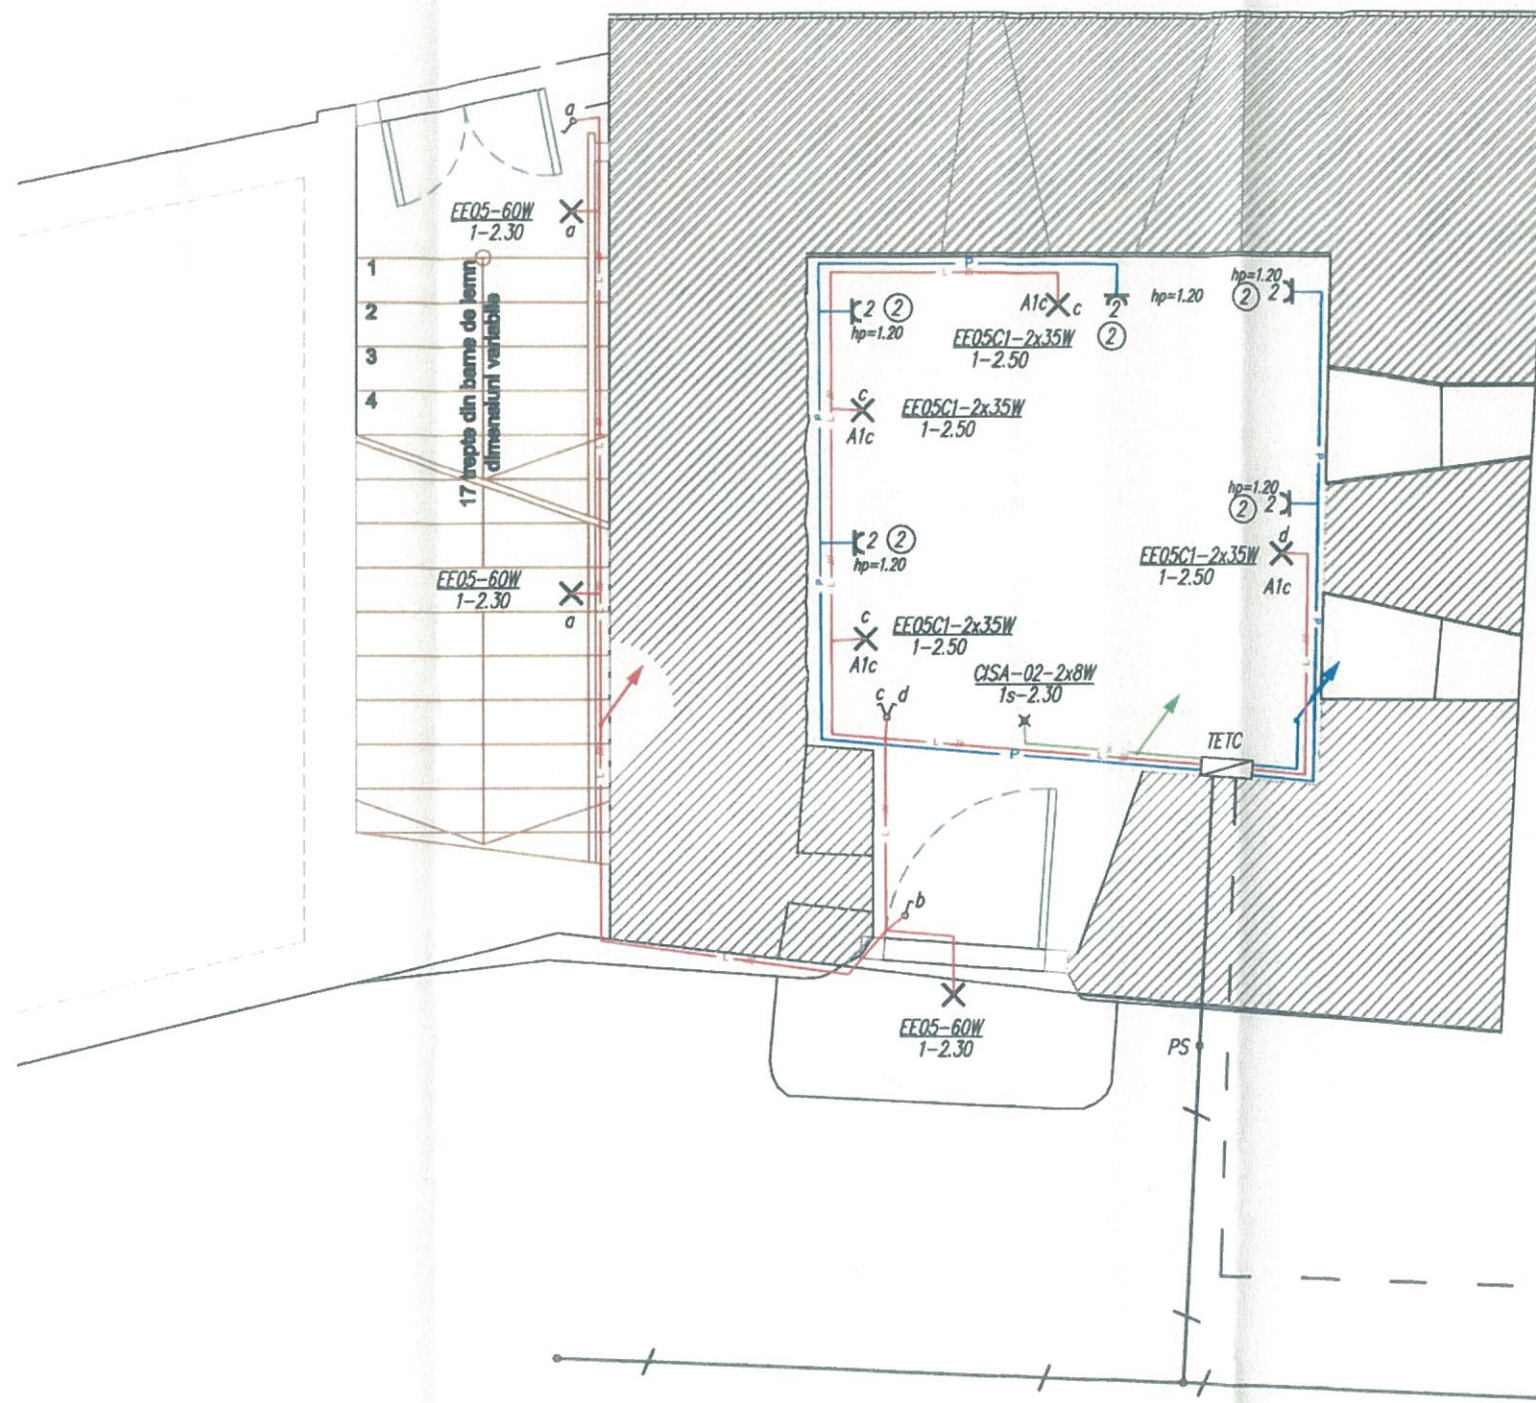 a
EE05-60W
1-2.30
a
1
2
3
4
17 trepte din barne de lemn
dimensiuni variabile
EE05-60W
1-2.30
a
P
L
2 2
hp=1.20
A1c c
EE05C1-2x35W
1-2.50
2
2
hp=1.20
hp=1.20
2 2
c
A1c
EE05C1-2x35W
1-2.50
P
L
hp=1.20
2 2
2 2
hp=1.20
d
EE05C1-2x35W
1-2.50
A1c
P
L
c
A1c
EE05C1-2x35W
1-2.50
CISA-02-2x8W
1s-2.30
c d
L
P
L
TETC
L
b
L
EE05-60W
1-2.30
PS